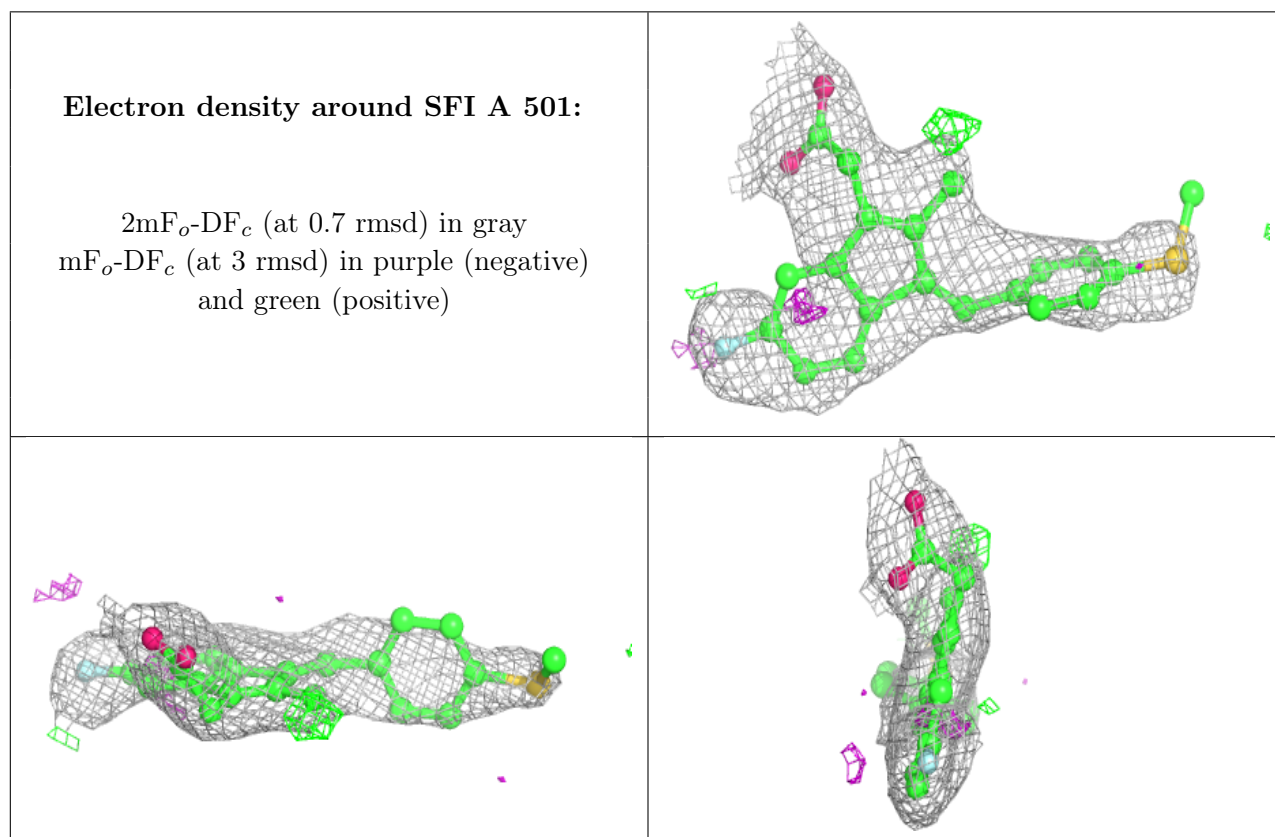 Electron density around SFI A 501:
2mFo-DFc (at 0.7 rmsd) in gray
mFo-DFc (at 3 rmsd) in purple (negative)
and green (positive)